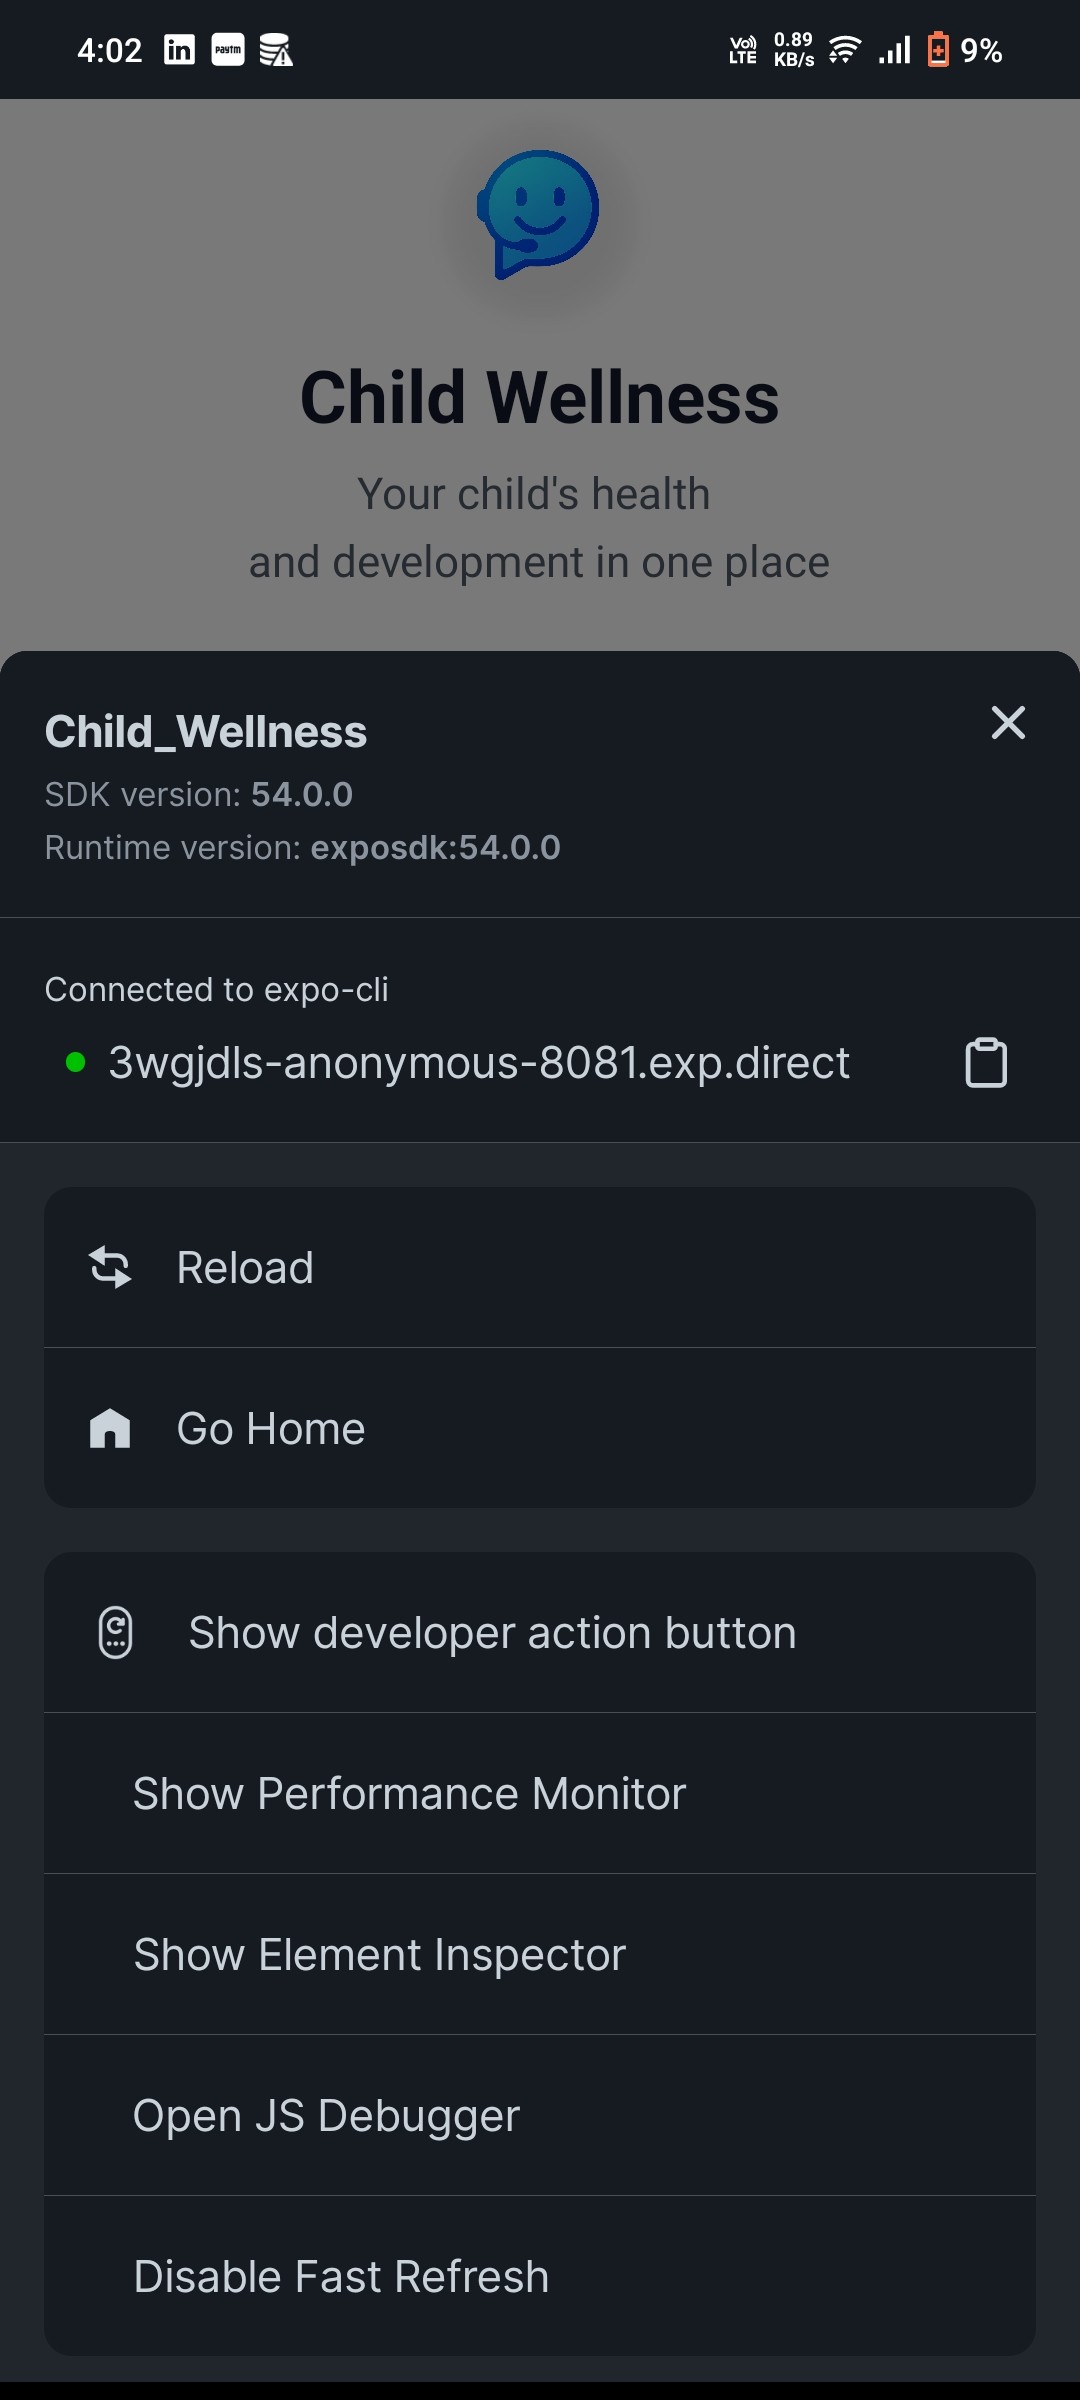 4:02
in
paytm
Vo)) LTE
0.89 KB/s
9%
Child Wellness
Your child's health
and development in one place
Child_Wellness
SDK version: 54.0.0
Runtime version: exposdk:54.0.0
Connected to expo-cli
3wgjdls-anonymous-8081.exp.direct
Reload
Go Home
Show developer action button
Show Performance Monitor
Show Element Inspector
Open JS Debugger
Disable Fast Refresh